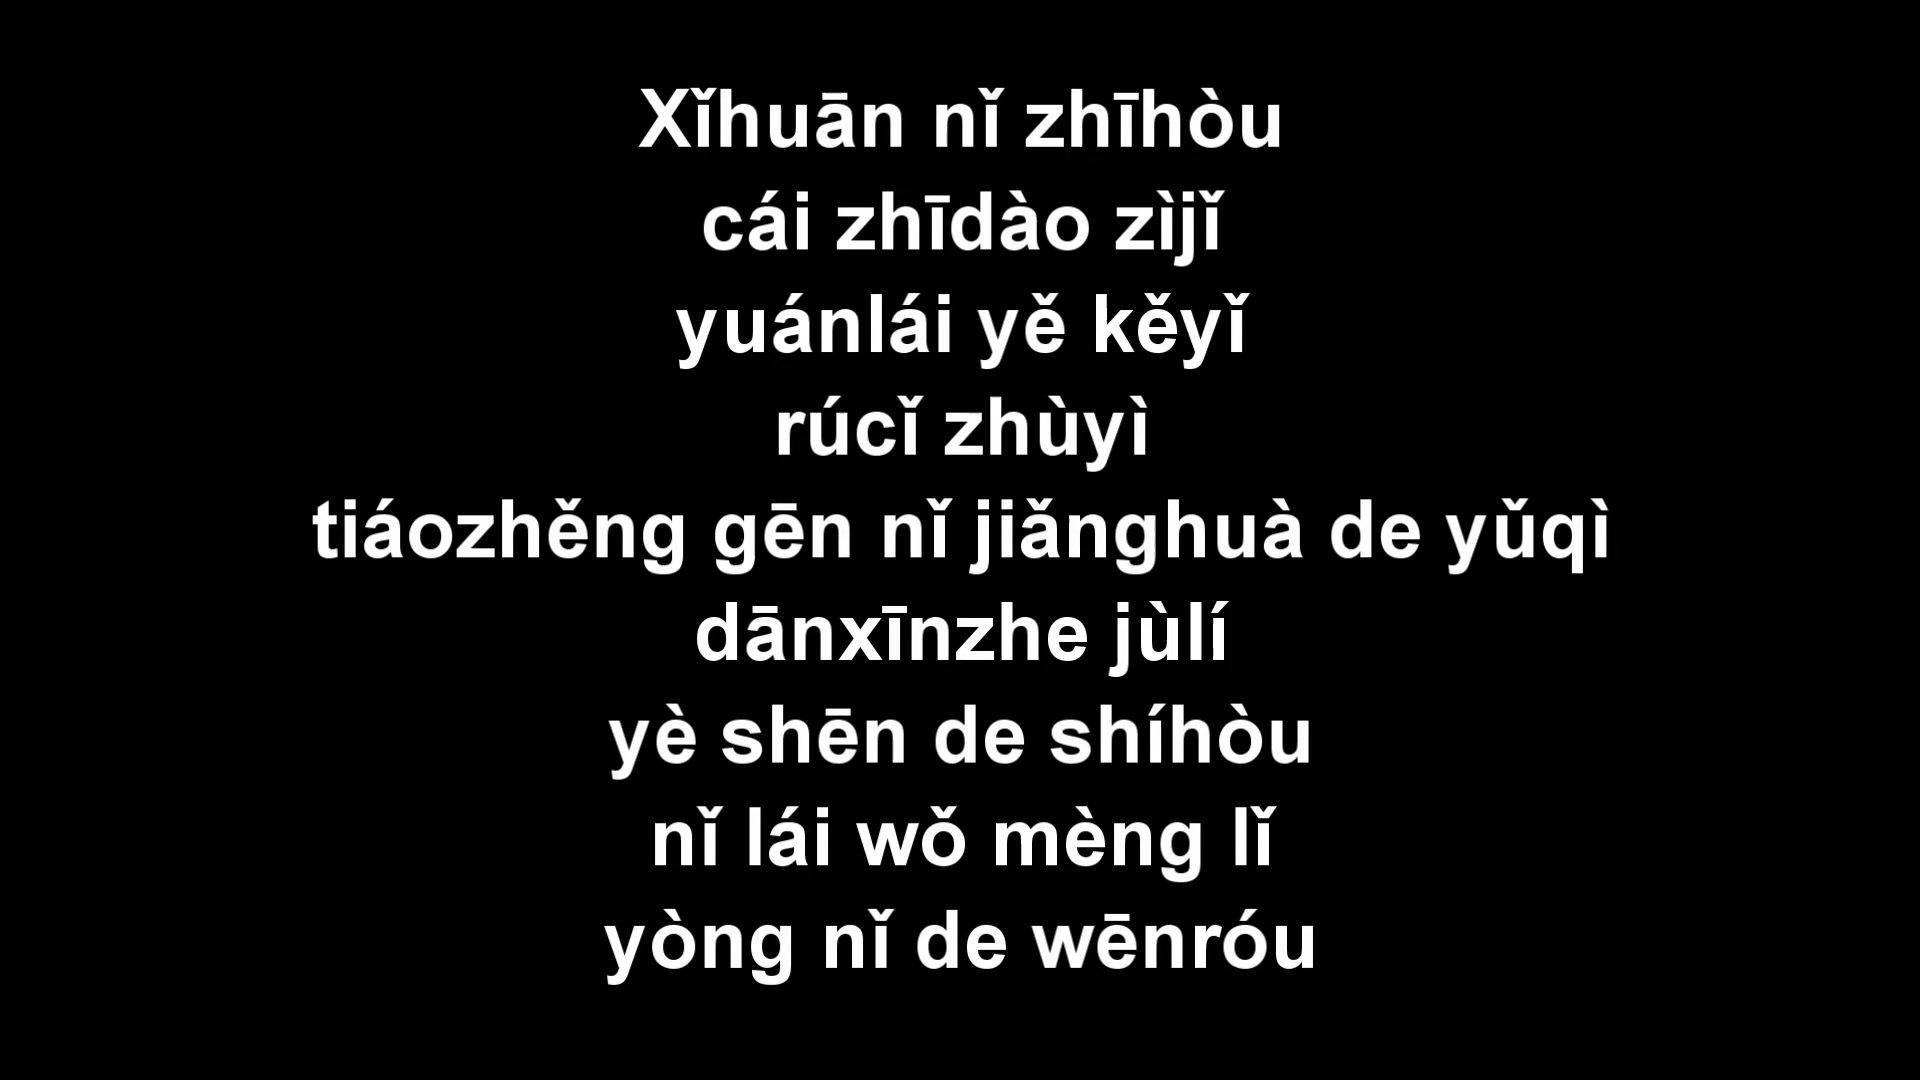 Xǐhuān nǐ zhīhòu
cái zhīdào zìjǐ
yuánlái yě kěyǐ
rúcǐ zhùyì
tiáozhěng gēn nǐ jiǎnghuà de yǔqì
dānxīnzhe jùlí
yè shēn de shíhòu
nǐ lái wǒ mèng lǐ
yòng nǐ de wēnróu